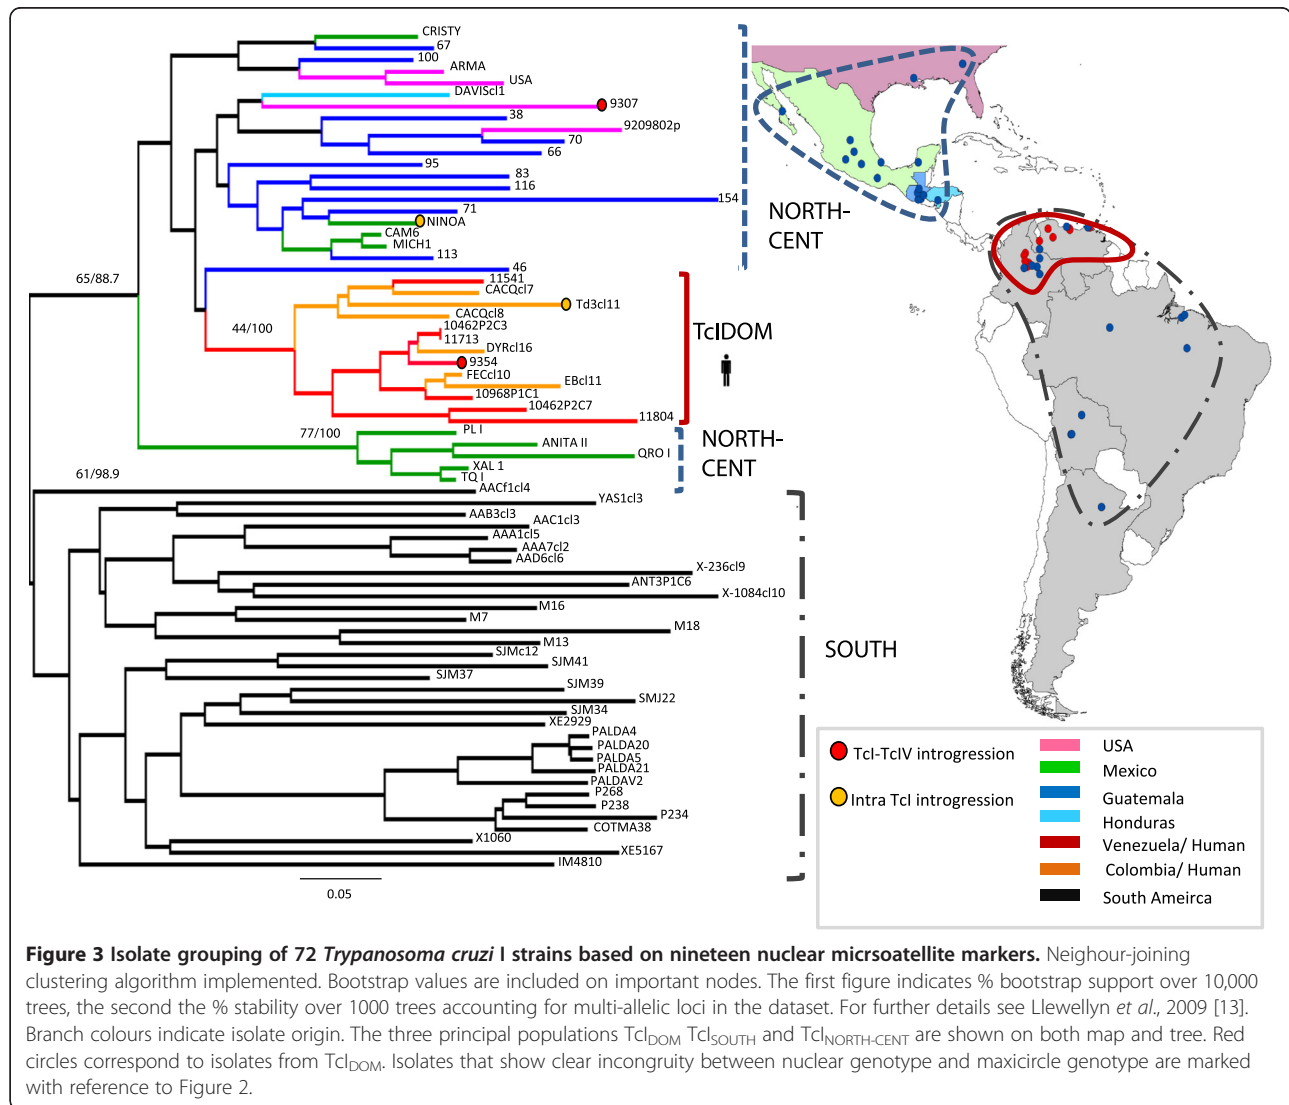 CRISTY
67
100
ARMA
USA
DAVIScl1
9307
38
9209802p
70
66
95
83
116
154
71
NINOA
CAM6
MICH1
113
65/88.7
46
11541
CACQcl7
Td3cl11
CACQcl8
44/100
10462P2C3
11713
DYRcl16
9354
FECcl10
EBcl11
10968P1C1
10462P2C7
11804
77/100
PL I
ANITA II
QRO I
XAL 1
TQ I
61/98.9
AACf1cl4
YAS1cl3
AAB3cl3
AAC1cl3
AAA1cl5
AAA7cl2
AAD6cl6
X-236cl9
ANT3P1C6
X-1084cl10
M16
M7
M18
M13
SJMc12
SJM41
SJM37
SJM39
SMJ22
SJM34
XE2929
PALDA4
PALDA20
PALDA5
PALDA21
PALDAV2
P268
P238
P234
COTMA38
X1060
XE5167
IM4810
0.05
NORTH-
CENT
TcIDOM
NORTH-
CENT
SOUTH
TcI-TcIV introgression
Intra TcI introgression
USA
Mexico
Guatemala
Honduras
Venezuela/ Human
Colombia/ Human
South Ameirca
Figure 3 Isolate grouping of 72 Trypanosoma cruzi I strains based on nineteen nuclear micrsoatellite markers. Neighour-joining
clustering algorithm implemented. Bootstrap values are included on important nodes. The first figure indicates % bootstrap support over 10,000
trees, the second the % stability over 1000 trees accounting for multi-allelic loci in the dataset. For further details see Llewellyn et al., 2009 [13].
Branch colours indicate isolate origin. The three principal populations TcIDOM TcISOUTH and TcINORTH-CENT are shown on both map and tree. Red
circles correspond to isolates from TcIDOM. Isolates that show clear incongruity between nuclear genotype and maxicircle genotype are marked
with reference to Figure 2.